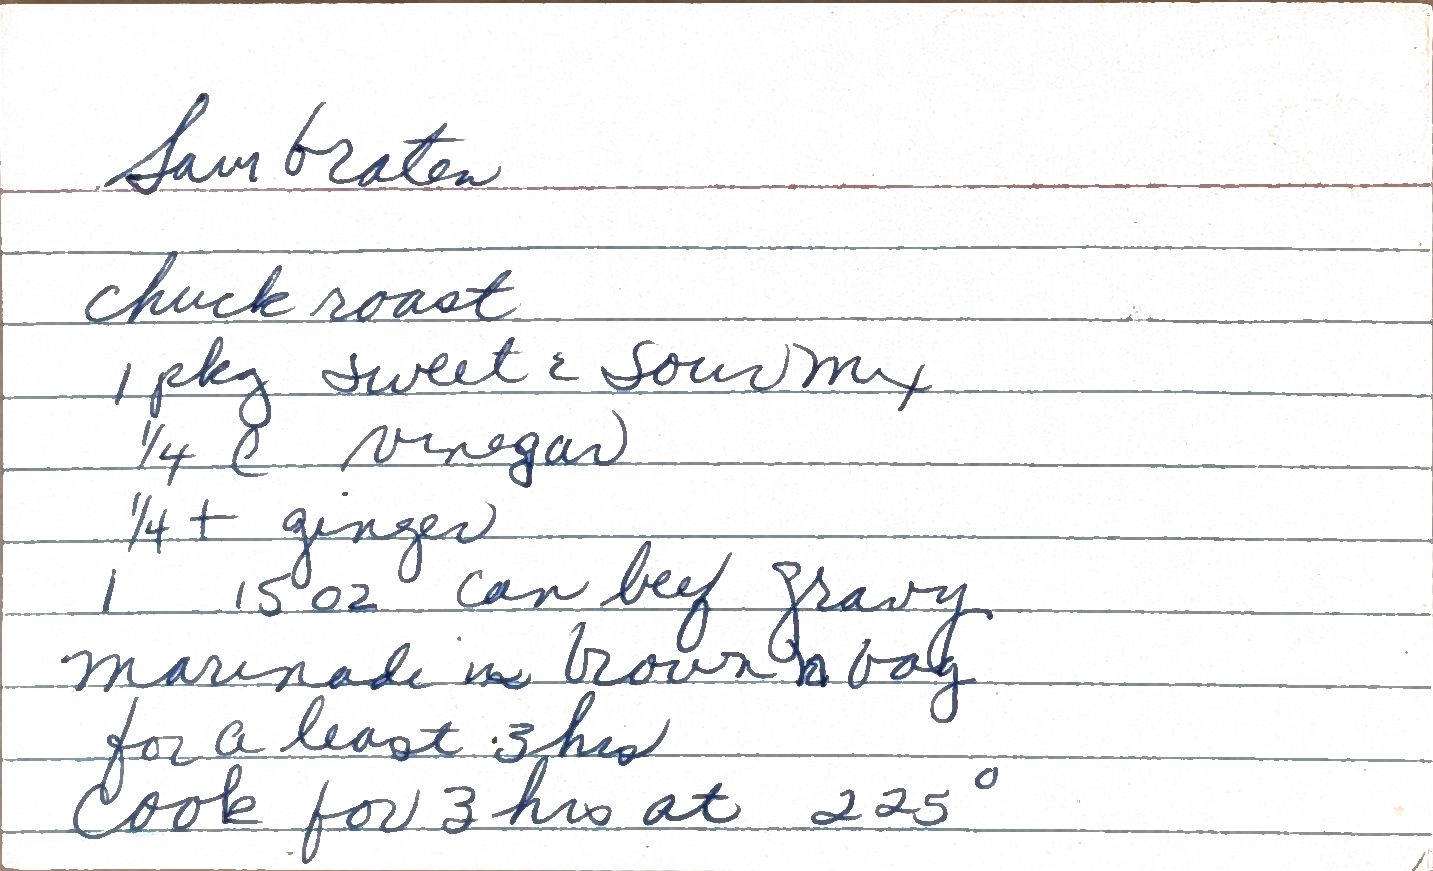 Saurbraten
chuck roast
1 pkg sweet & sour mix
1/4 c vinegar
1/4 t ginger
1 15 oz can beef gravy
marinade in brown n bag
for a least 3 hrs
Cook for 3 hrs at 225°